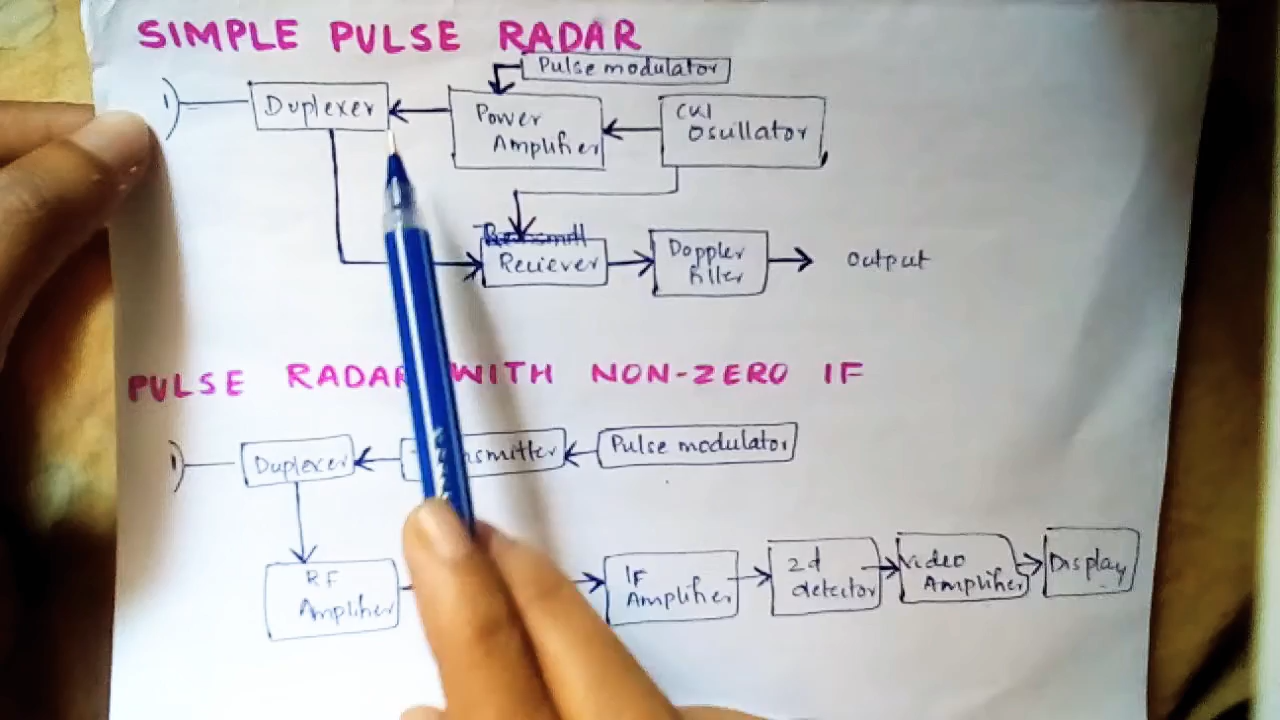 SIMPLE PULSE RADAR
Pulse modulator
Duplexer
Power
Amplifier
CW
Oscillator
Reciever
Doppler
filter
Output
PULSE RADAR WITH NON-ZERO IF
Duplexer
Pulse modulator
RF
Amplifier
IF
Amplifier
2d
detector
Video
Amplifier
Display